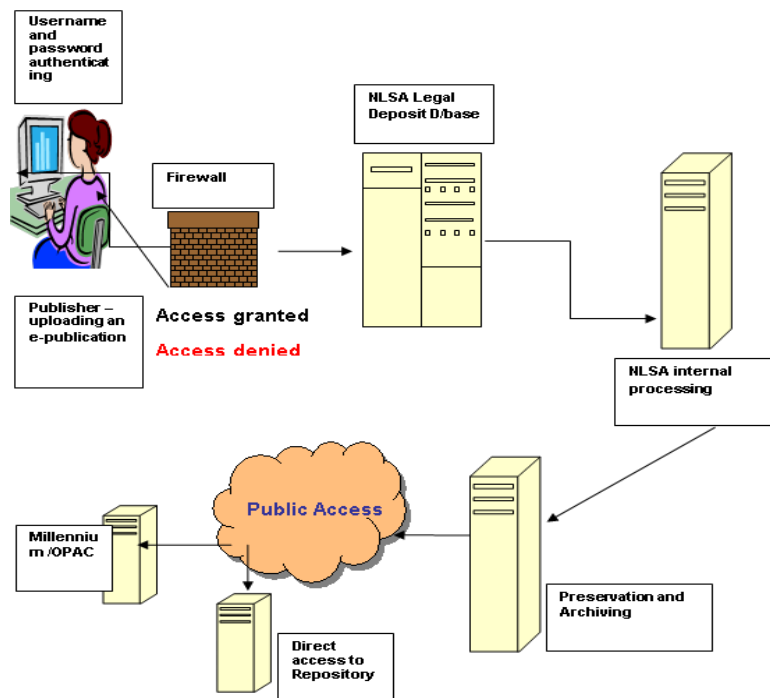 Username
and
password
authenticat
ing
NLSA Legal
Deposit D/base
Firewall
Publisher –
uploading an
e-publication
Access granted
Access denied
NLSA internal
processing
Public Access
Millenniu
m /OPAC
Preservation and
Archiving
Direct
access to
Repository